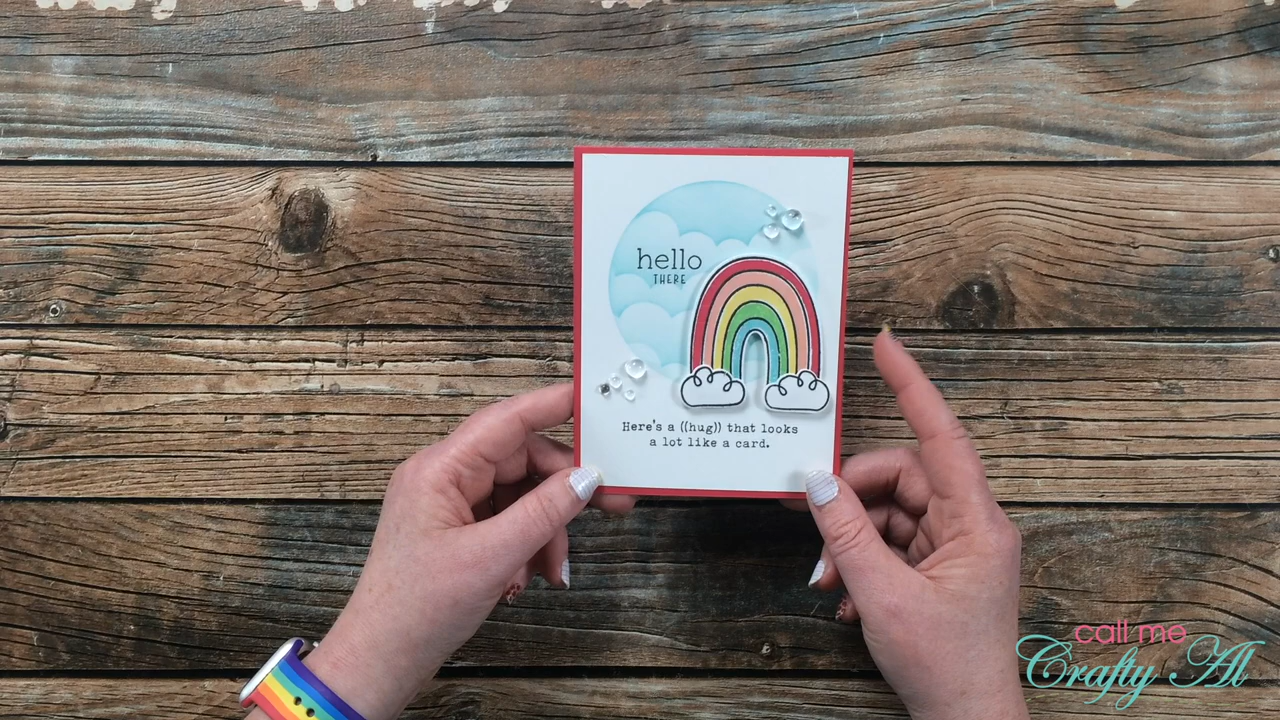 hello
THERE
Here's a ((hug)) that looks
a lot like a card.
call me
Crafty Al